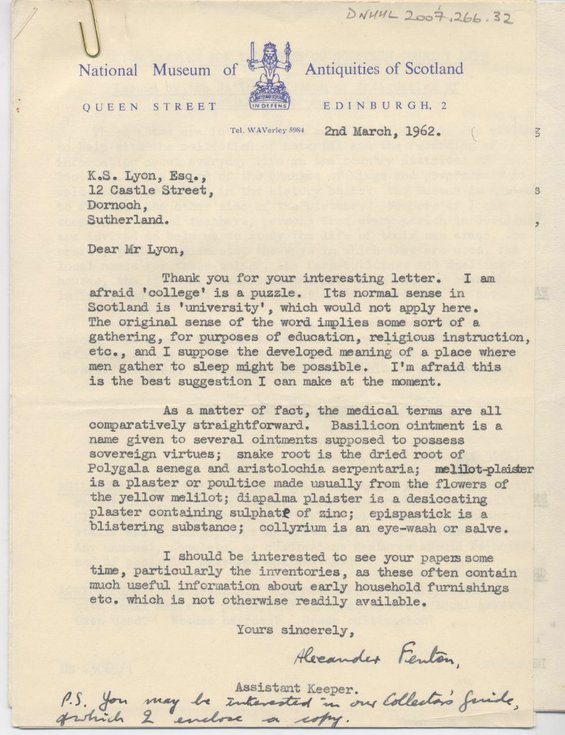 DNHHL 2007.266.32
National Museum of Antiquities of Scotland
IN DEFENS
QUEEN STREET EDINBURGH, 2
Tel. WAVerley 5984 2nd March, 1962.
K.S. Lyon, Esq.,
12 Castle Street,
Dornoch,
Sutherland.
Dear Mr Lyon,
Thank you for your interesting letter. I am
afraid 'college' is a puzzle. Its normal sense in
Scotland is 'university', which would not apply here.
The original sense of the word implies some sort of a
gathering, for purposes of education, religious instruction,
etc., and I suppose the developed meaning of a place where
men gather to sleep might be possible. I'm afraid this
is the best suggestion I can make at the moment.
As a matter of fact, the medical terms are all
comparatively straightforward. Basilicon ointment is a
name given to several ointments supposed to possess
sovereign virtues; snake root is the dried root of
Polygala senega and aristolochia serpentaria; melilot-plaister
is a plaster or poultice made usually from the flowers of
the yellow melilot; diapalma plaister is a desiccating
plaster containing sulphate of zinc; epispastick is a
blistering substance; collyrium is an eye-wash or salve.
I should be interested to see your papers some
time, particularly the inventories, as these often contain
much useful information about early household furnishings
etc. which is not otherwise readily available.
Yours sincerely,
Alexander Fenton,
Assistant Keeper.
P.S. You may be interested in our Collector's Guide,
of which I enclose a copy.